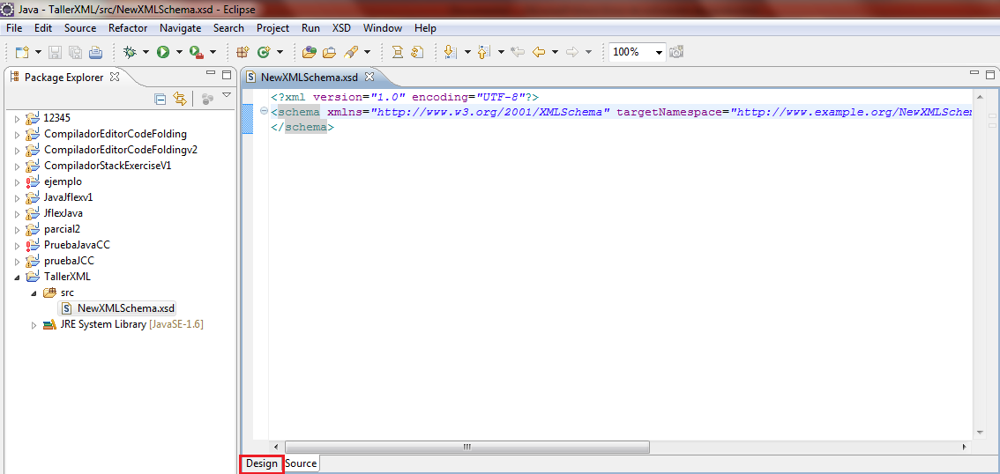 Java - TallerXML/src/NewXMLSchema.xsd - Eclipse
File Edit Source Refactor Navigate Search Project Run XSD Window Help
100%
Package Explorer
NewXMLSchema.xsd
<?xml version="1.0" encoding="UTF-8"?>
<schema xmlns="http://www.w3.org/2001/XMLSchema" targetNamespace="http://www.example.org/NewXMLSchem
</schema>
12345
CompiladorEditorCodeFolding
CompiladorEditorCodeFoldingv2
CompiladorStackExerciseV1
ejemplo
JavaJflexv1
JflexJava
parcial2
PruebaJavaCC
pruebaJCC
TallerXML
src
NewXMLSchema.xsd
JRE System Library [JavaSE-1.6]
Design Source